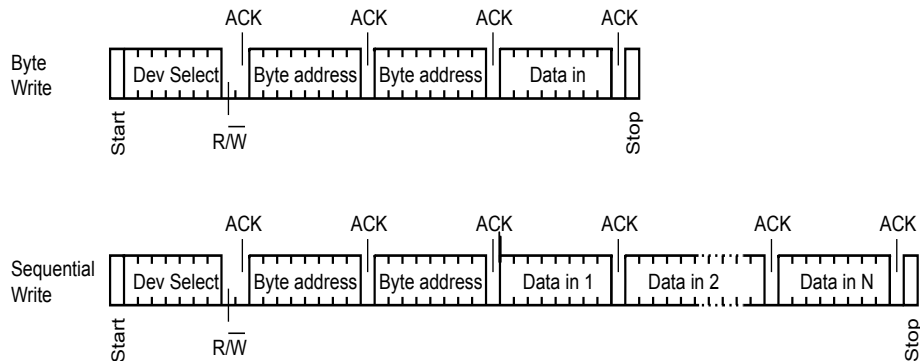 ACK ACK ACK ACK
Byte
Write
Dev Select Byte address Byte address Data in
Start
R/W̅
Stop
ACK ACK ACK ACK ACK ACK
Sequential
Write
Dev Select Byte address Byte address Data in 1 Data in 2 Data in N
Start
R/W̅
Stop